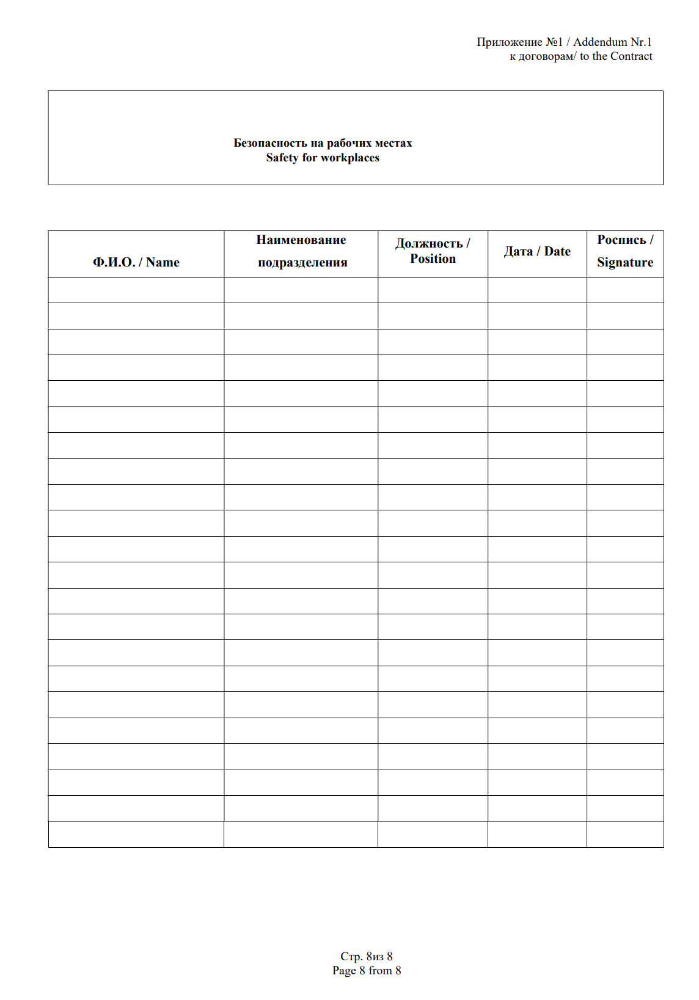 Приложение №1 / Addendum Nr.1
к договорам/ to the Contract
Безопасность на рабочих местах
Safety for workplaces
Ф.И.О. / Name
Наименование
подразделения
Должность /
Position
Дата / Date
Роспись /
Signature
Стр. 8из 8
Page 8 from 8